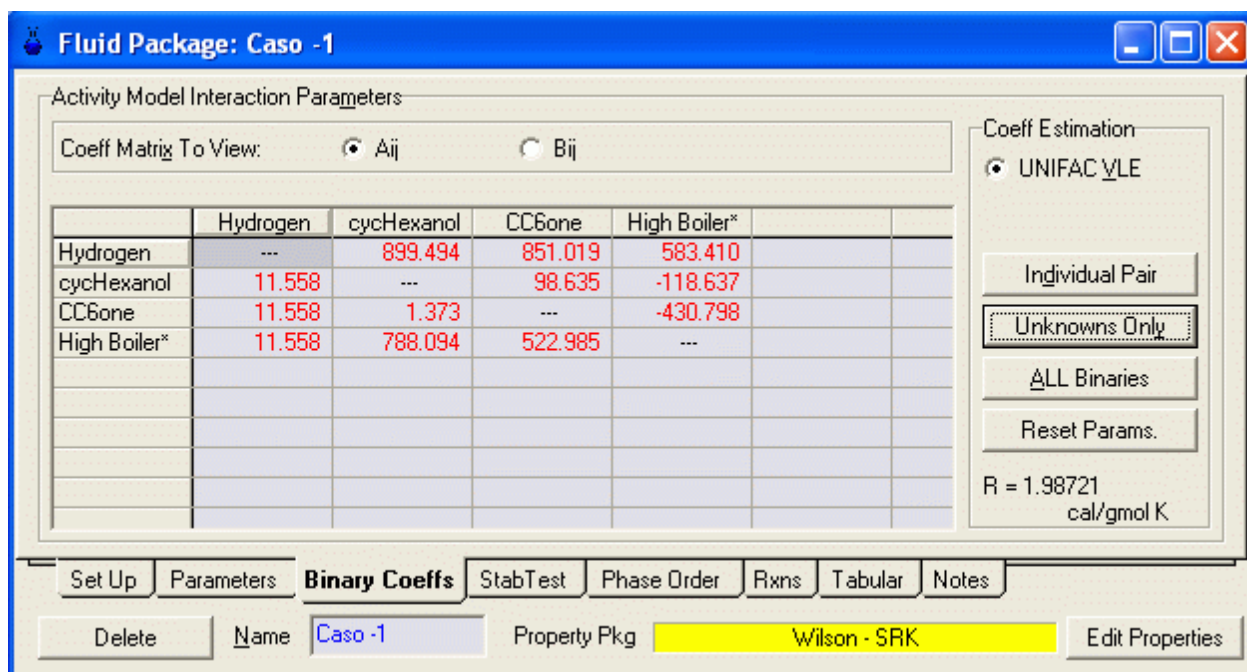 Fluid Package: Caso -1
Activity Model Interaction Parameters
Coeff Matrix To View: Aij Bij
Coeff Estimation
UNIFAC VLE
Hydrogen cycHexanol CC6one High Boiler*
Hydrogen --- 899.494 851.019 583.410
cycHexanol 11.558 --- 98.635 -118.637
CC6one 11.558 1.373 --- -430.798
High Boiler* 11.558 788.094 522.985 ---
Individual Pair
Unknowns Only
ALL Binaries
Reset Params.
R = 1.98721
cal/gmol K
Set Up Parameters Binary Coeffs StabTest Phase Order Rxns Tabular Notes
Delete Name Caso -1 Property Pkg Wilson - SRK Edit Properties